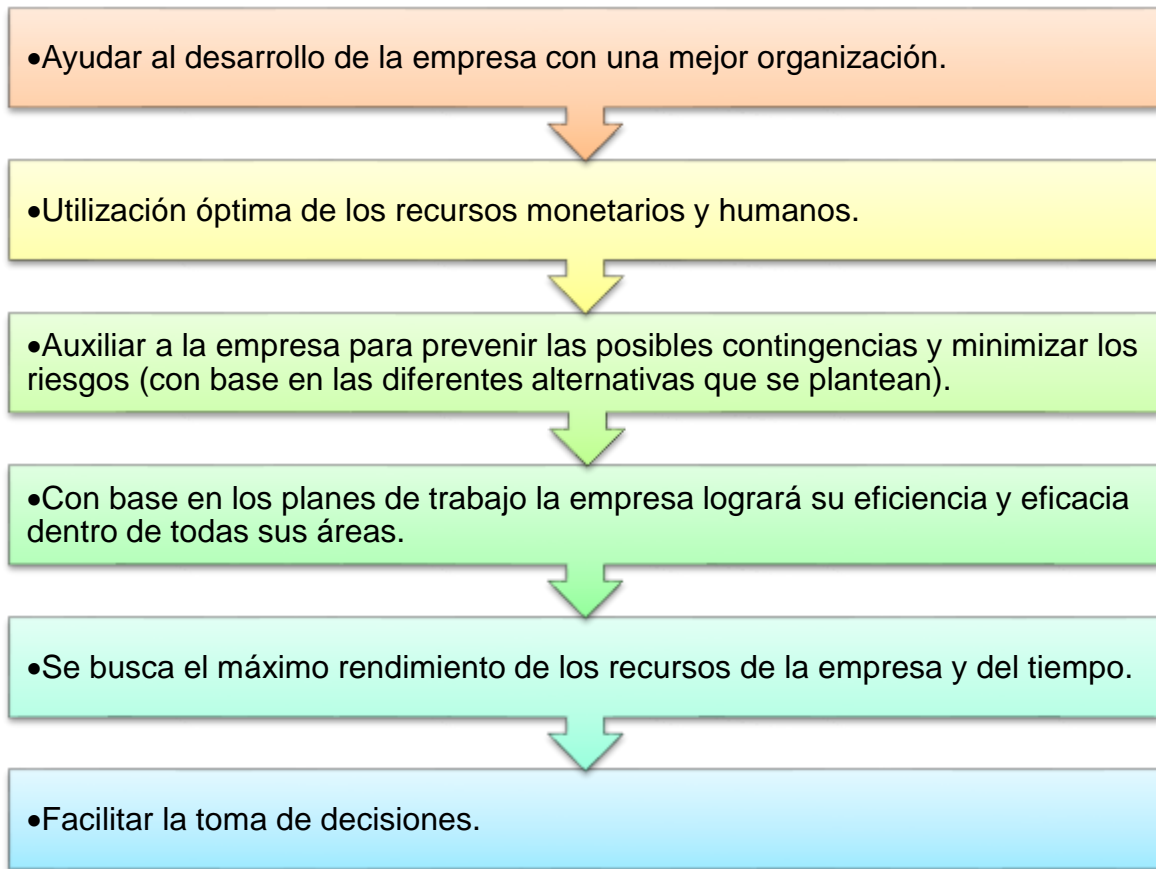 •Ayudar al desarrollo de la empresa con una mejor organización.
•Utilización óptima de los recursos monetarios y humanos.
•Auxiliar a la empresa para prevenir las posibles contingencias y minimizar los
riesgos (con base en las diferentes alternativas que se plantean).
•Con base en los planes de trabajo la empresa logrará su eficiencia y eficacia
dentro de todas sus áreas.
•Se busca el máximo rendimiento de los recursos de la empresa y del tiempo.
•Facilitar la toma de decisiones.